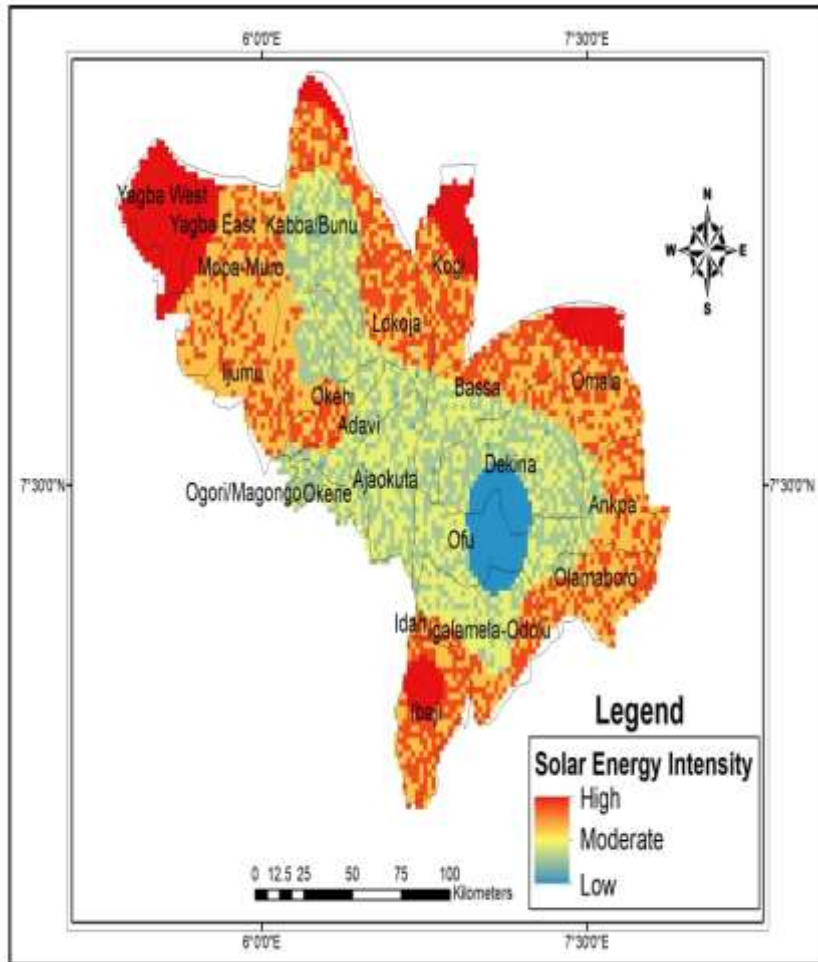 6°0'0"E 7°30'0"E
N
W E
S
Yagba West
Yagba East Kabba/Bunu
Mopa-Muro
Kogi
Lokoja
Ijumu
Okehi
Bassa
Omala
Adavi
Dekina
Ajaokuta
7°30'0"N 7°30'0"N
Ogori/Magongo Okene
Ankpa
Ofu
Olamaboro
Idah Igalamela-Odolu
Ibaji
Legend
Solar Energy Intensity
High
Moderate
Low
0 12.5 25 50 75 100
Kilometers
6°0'0"E 7°30'0"E